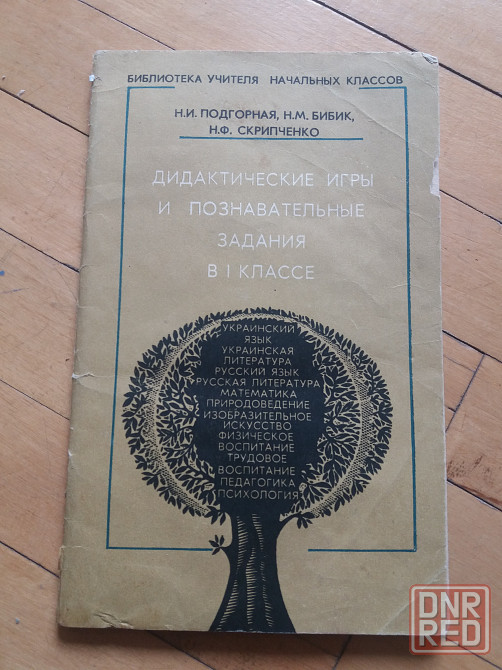 БИБЛИОТЕКА УЧИТЕЛЯ НАЧАЛЬНЫХ КЛАССОВ
Н.И. ПОДГОРНАЯ, Н.М. БИБИК,
Н.Ф. СКРИПЧЕНКО
ДИДАКТИЧЕСКИЕ ИГРЫ
И ПОЗНАВАТЕЛЬНЫЕ
ЗАДАНИЯ
В I КЛАССЕ
УКРАИНСКИЙ
ЯЗЫК
УКРАИНСКАЯ
ЛИТЕРАТУРА
РУССКИЙ ЯЗЫК
РУССКАЯ ЛИТЕРАТУРА
МАТЕМАТИКА
ПРИРОДОВЕДЕНИЕ
ИЗОБРАЗИТЕЛЬНОЕ
ИСКУССТВО
ФИЗИЧЕСКОЕ
ВОСПИТАНИЕ
ТРУДОВОЕ
ВОСПИТАНИЕ
ПЕДАГОГИКА
ПСИХОЛОГИЯ
DNR
RED